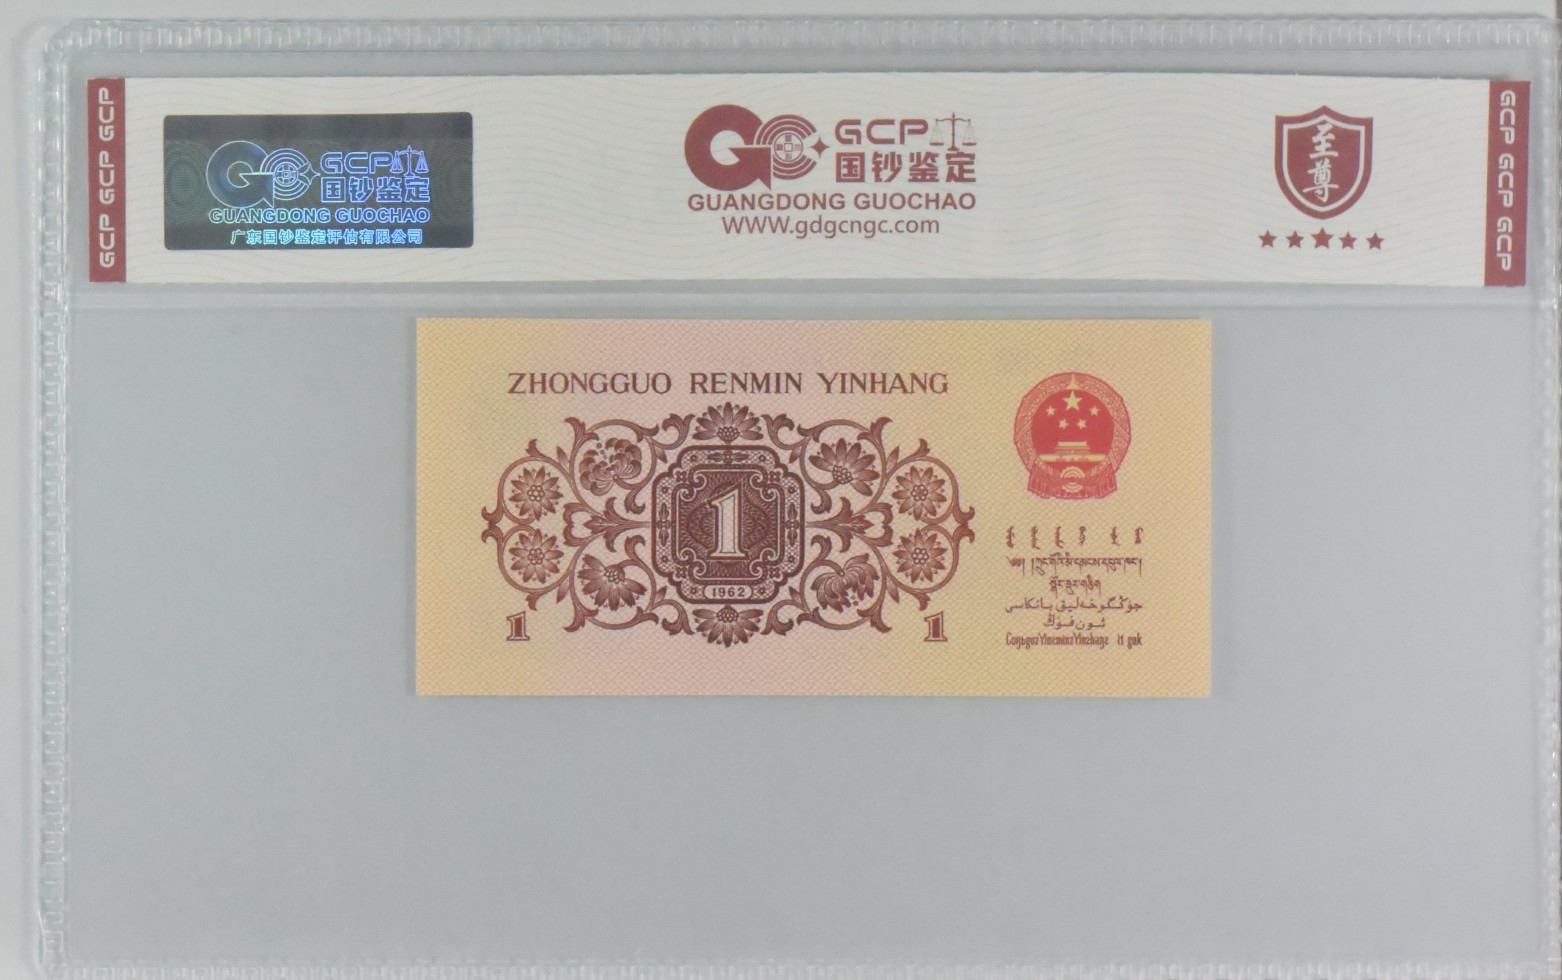 GCP GCP GCP
GCP
国钞鉴定
GUANGDONG GUOCHAO
广东国钞鉴定评估有限公司
GCP
国钞鉴定
GUANGDONG GUOCHAO
WWW.gdgcngc.com
至尊
GCP GCP GCP
ZHONGGUO RENMIN YINHANG
1
1962
1
1